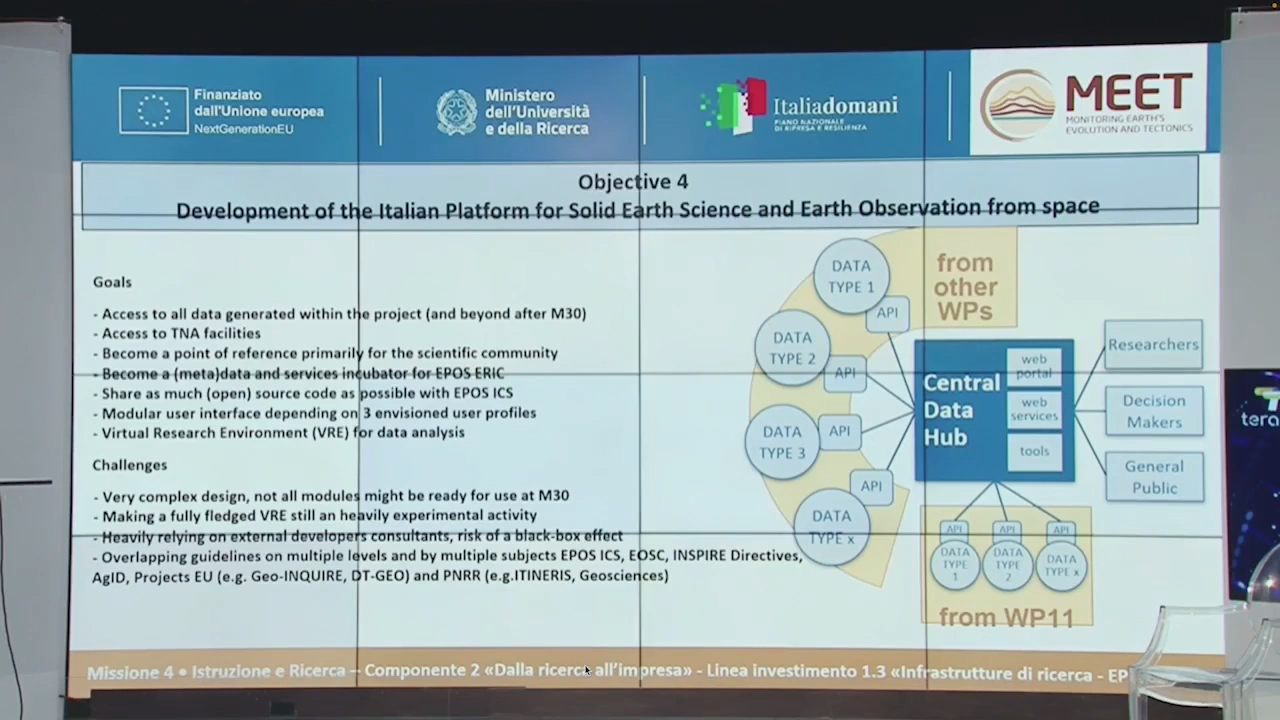 Finanziato
dall'Unione europea
NextGenerationEU
Ministero
dell'Università
e della Ricerca
Italiadomani
PIANO NAZIONALE
DI RIPRESA E RESILIENZA
MEET
MONITORING EARTH'S
EVOLUTION AND TECTONICS
Objective 4
Development of the Italian Platform for Solid Earth Science and Earth Observation from space
Goals
- Access to all data generated within the project (and beyond after M30)
- Access to TNA facilities
- Become a point of reference primarily for the scientific community
- Become a (meta)data and services incubator for EPOS ERIC
- Share as much (open) source code as possible with EPOS ICS
- Modular user interface depending on 3 envisioned user profiles
- Virtual Research Environment (VRE) for data analysis
Challenges
- Very complex design, not all modules might be ready for use at M30
- Making a fully fledged VRE still an heavily experimental activity
- Heavily relying on external developers consultants, risk of a black-box effect
- Overlapping guidelines on multiple levels and by multiple subjects EPOS ICS, EOSC, INSPIRE Directives,
AgID, Projects EU (e.g. Geo-INQUIRE, DT-GEO) and PNRR (e.g.ITINERIS, Geosciences)
DATA
TYPE 1
API
DATA
TYPE 2
API
DATA
TYPE 3
API
DATA
TYPE x
API
from
other
WPs
Central
Data
Hub
web
portal
web
services
tools
Researchers
Decision
Makers
General
Public
API
DATA
TYPE
1
API
DATA
TYPE
2
API
DATA
TYPE x
from WP11
Missione 4 • Istruzione e Ricerca – Componente 2 «Dalla ricerca all'impresa» - Linea investimento 1.3 «Infrastrutture di ricerca - EP
tera